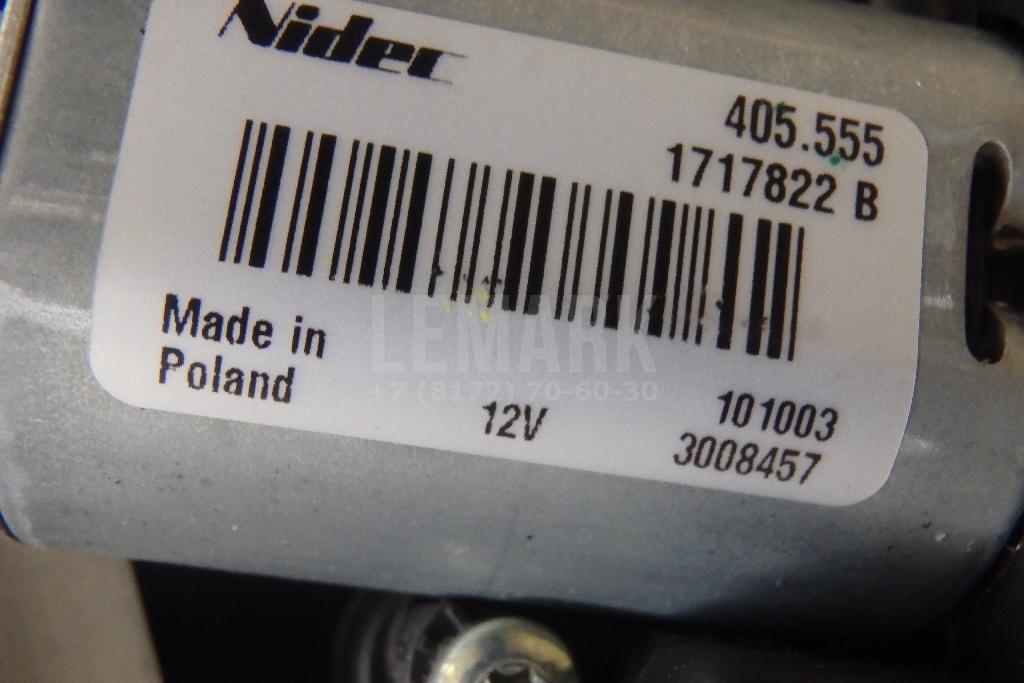 Nidec
405.555
1717822 B
LEMARK
+7 (8172) 70-60-30
Made in
Poland
12V
101003
3008457